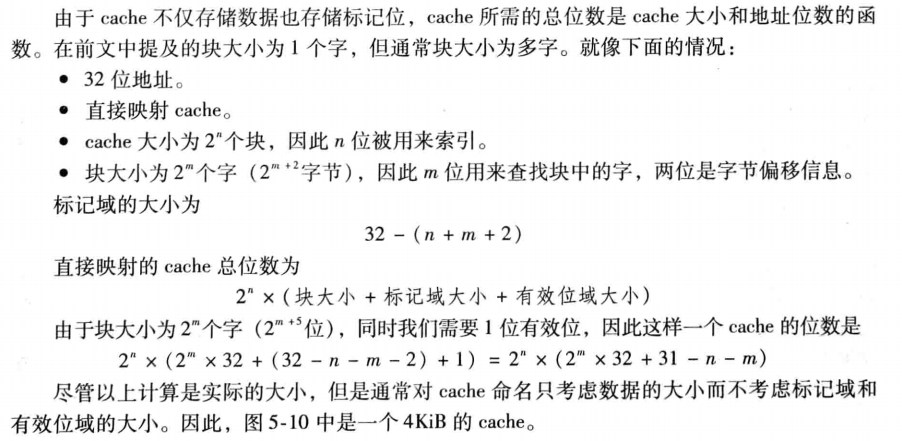 由于 cache 不仅存储数据也存储标记位，cache 所需的总位数是 cache 大小和地址位数的函
数。在前文中提及的块大小为 1 个字，但通常块大小为多字。就像下面的情况：
● 32 位地址。
● 直接映射 cache。
● cache 大小为 2ⁿ个块，因此 n 位被用来索引。
● 块大小为 2ᵐ个字（2ᵐ⁺²字节），因此 m 位用来查找块中的字，两位是字节偏移信息。
标记域的大小为
32 − (n + m + 2)
直接映射的 cache 总位数为
2ⁿ ×（块大小 + 标记域大小 + 有效位域大小）
由于块大小为 2ᵐ个字（2ᵐ⁺⁵位），同时我们需要 1 位有效位，因此这样一个 cache 的位数是
2ⁿ × (2ᵐ × 32 + (32 − n − m − 2) + 1) = 2ⁿ × (2ᵐ × 32 + 31 − n − m)
尽管以上计算是实际的大小，但是通常对 cache 命名只考虑数据的大小而不考虑标记域和
有效位域的大小。因此，图 5-10 中是一个 4KiB 的 cache。